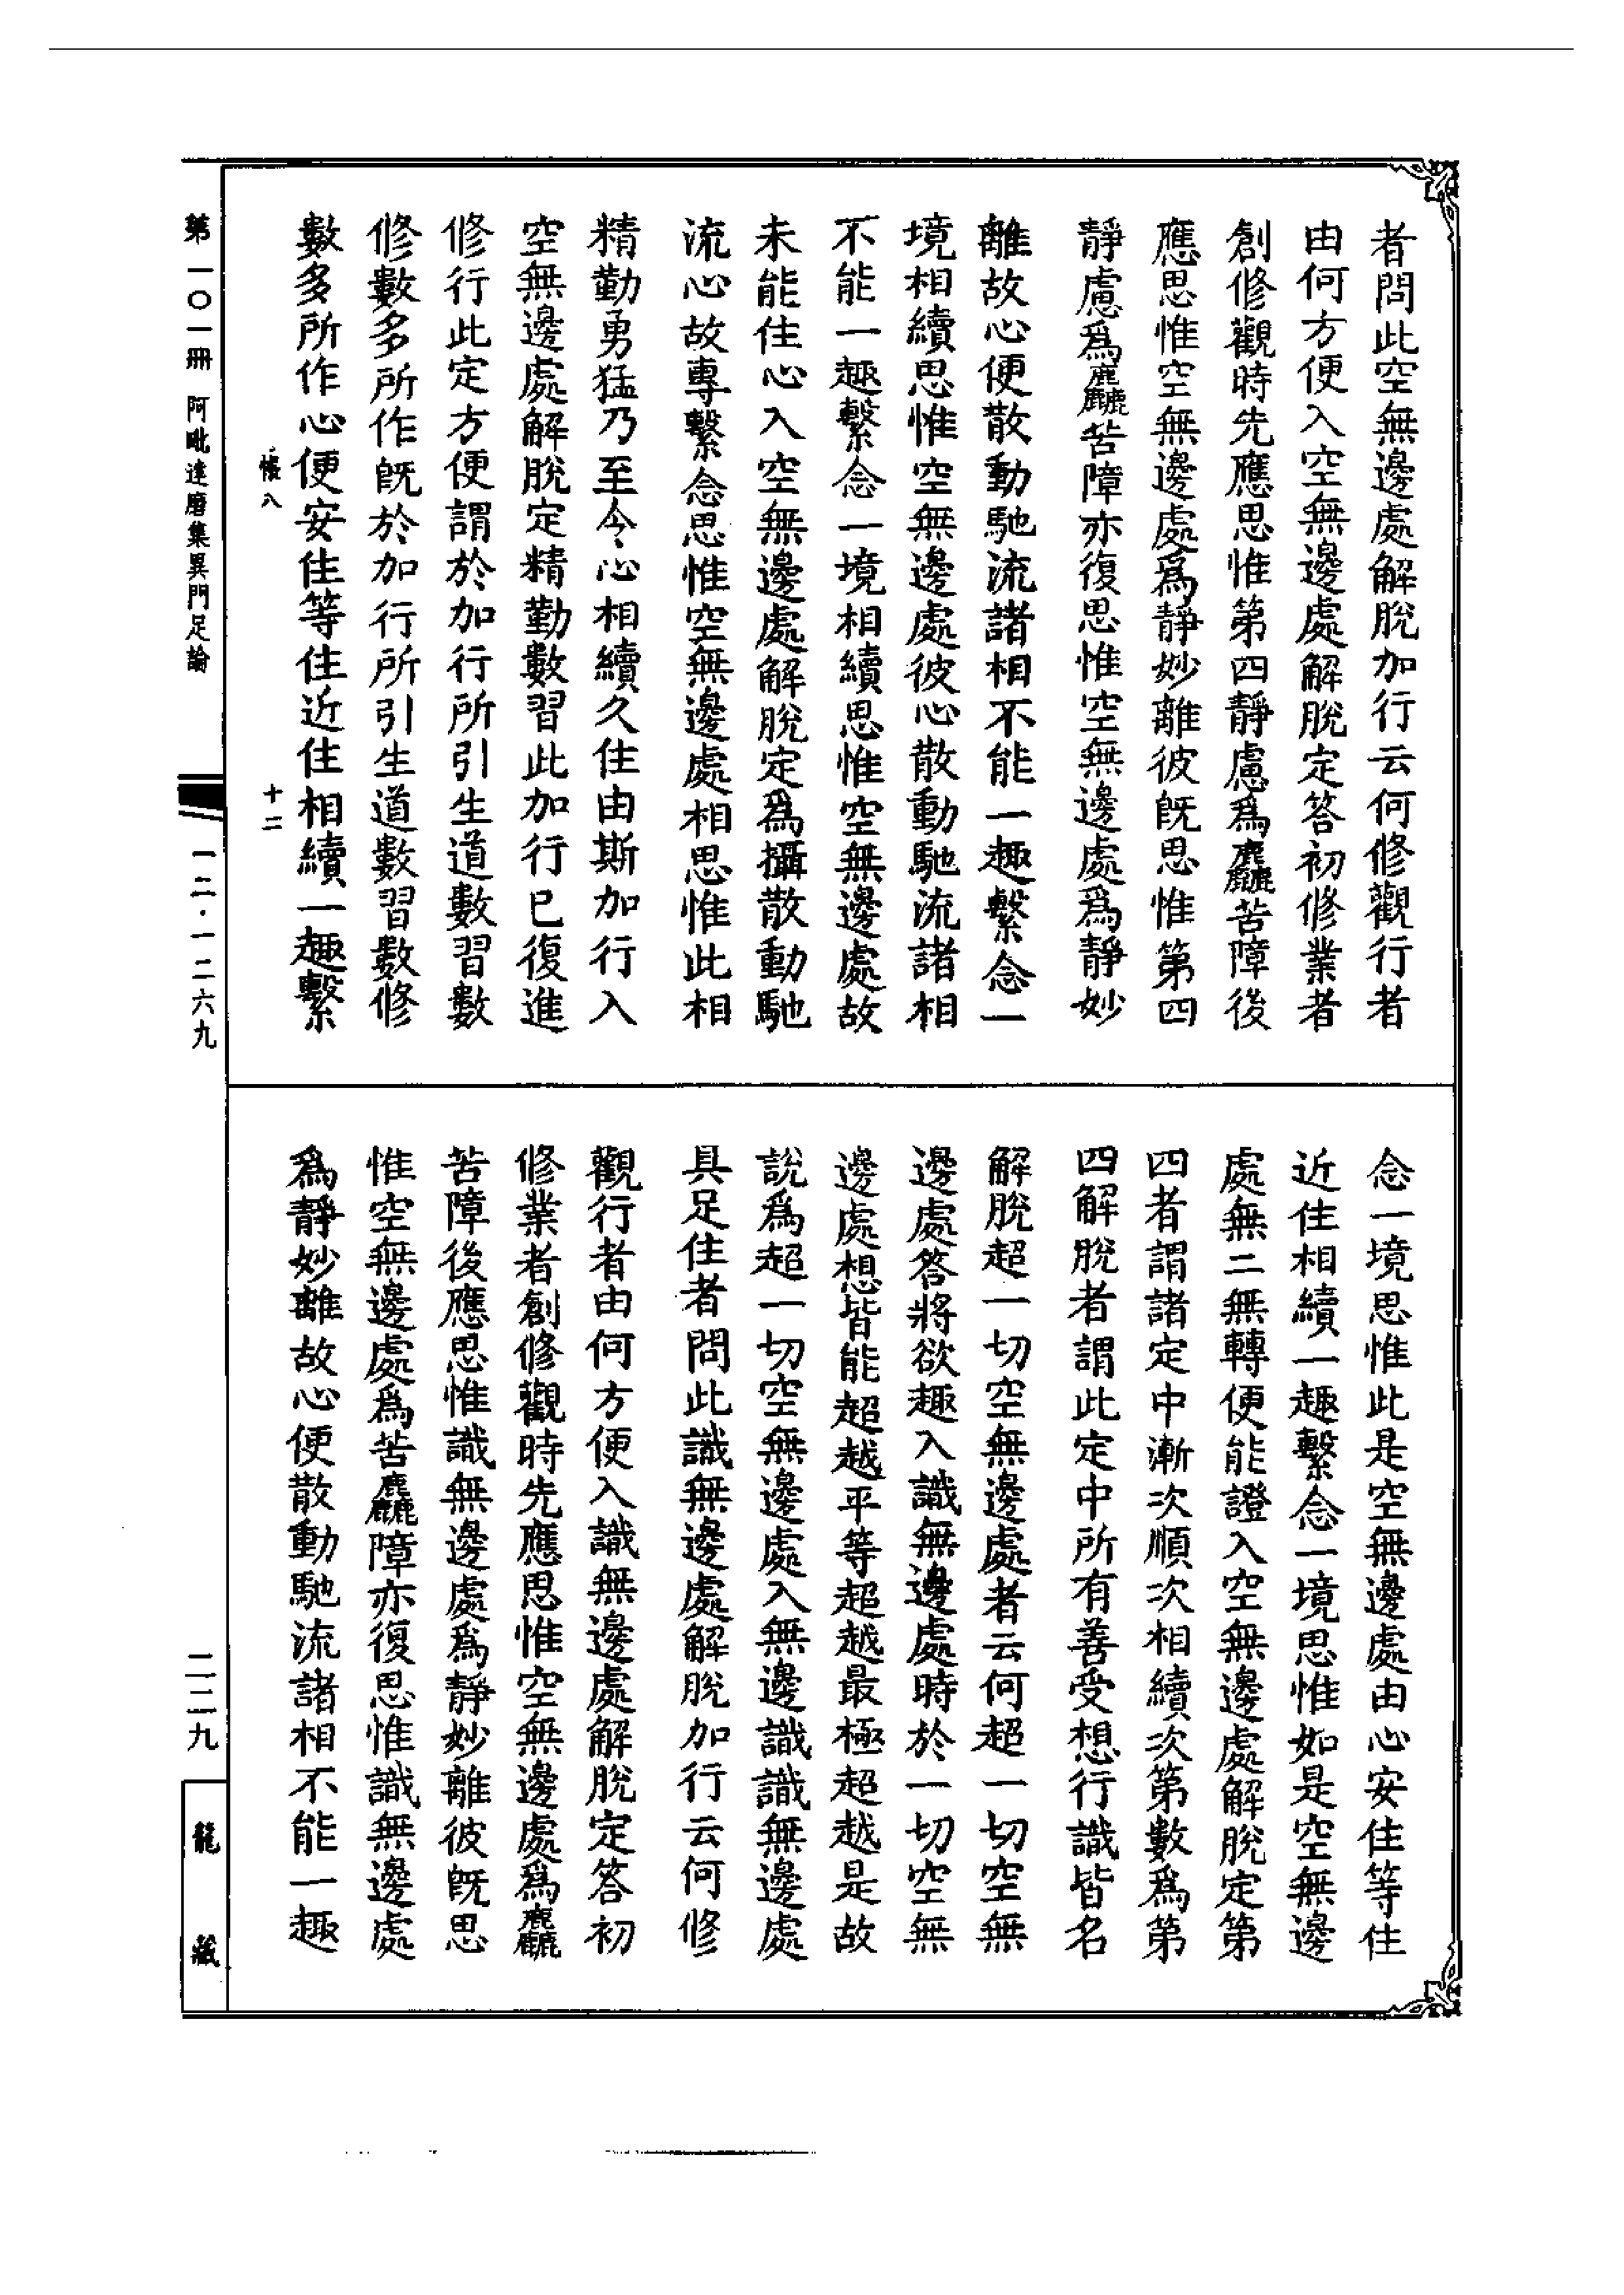 者問此空無邊處解脫加行云何修觀行者
由何方便入空無邊處解脫定答初修業者
創修觀時先應思惟第四靜慮爲麤苦障後
應思惟空無邊處爲靜妙離彼旣思惟第四
靜慮爲麤苦障亦復思惟空無邊處爲靜妙
離故心便散動馳流諸相不能一趣繫念一
境相續思惟空無邊處彼心散動馳流諸相
不能一趣繫念一境相續思惟空無邊處故
未能住心入空無邊處解脫定爲攝散動馳
流心故專繫念思惟空無邊處相思惟此相
精勤勇猛乃至令心相續久住由斯加行入
空無邊處解脫定精勤數習此加行已復進
修行此定方便謂於加行所引生道數習數
修數多所作旣於加行所引生道數習數修
數多所作心便安住等住近住相續一趣繫
念一境思惟此是空無邊處由心安住等住
近住相續一趣繫念一境思惟如是空無邊
處無二無轉便能證入空無邊處解脫定第
四者謂諸定中漸次順次相續次第數爲第
四解脫者謂此定中所有善受想行識皆名
解脫超一切空無邊處者云何超一切空無
邊處答將欲趣入識無邊處時於一切空無
邊處想皆能超越平等超越最極超越是故
說爲超一切空無邊處入無邊識識無邊處
具足住者問此識無邊處解脫加行云何修
觀行者由何方便入識無邊處解脫定答初
修業者創修觀時先應思惟空無邊處爲麤
苦障後應思惟識無邊處爲靜妙離彼旣思
惟空無邊處爲苦麤障亦復思惟識無邊處
爲靜妙離故心便散動馳流諸相不能一趣
帳八
十二
第一〇一冊 阿毗達磨集異門足論
一二·一二六九
二三九
龍藏